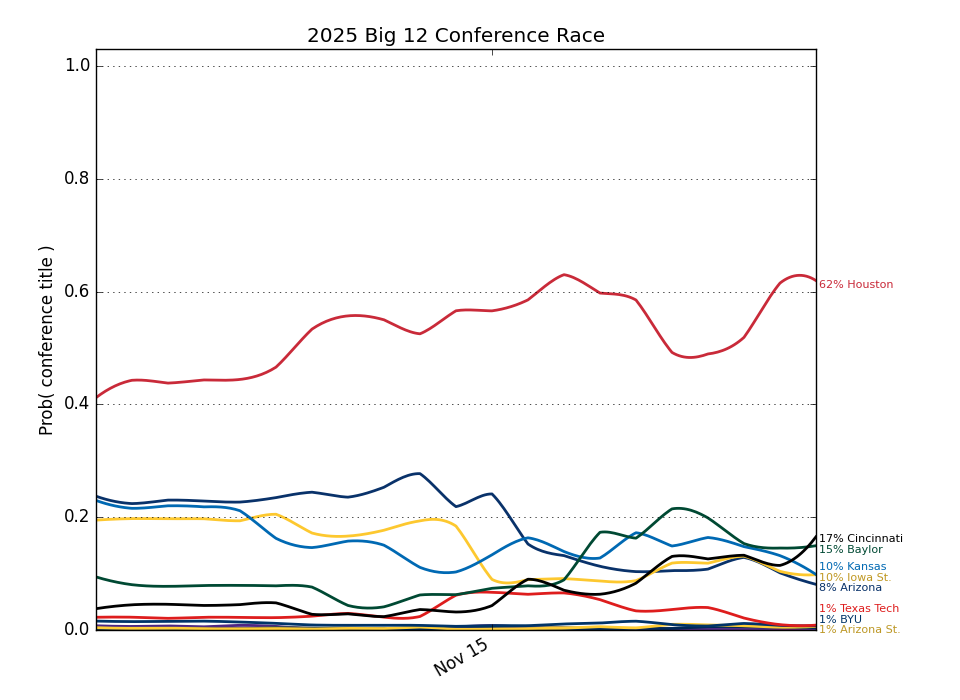 2025 Big 12 Conference Race
Prob( conference title )
1.0
0.8
0.6
0.4
0.2
0.0
Nov 15
62% Houston
17% Cincinnati
15% Baylor
10% Kansas
10% Iowa St.
8% Arizona
1% Texas Tech
1% BYU
1% Arizona St.